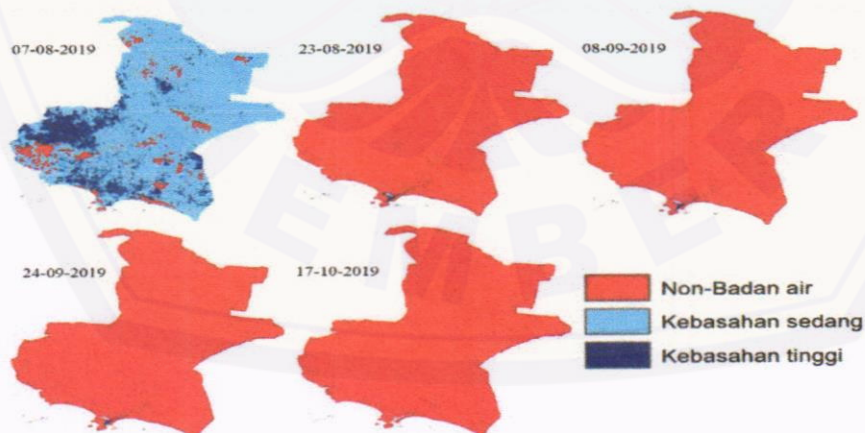 07-08-2019
23-08-2019
08-09-2019
24-09-2019
17-10-2019
Non-Badan air
Kebasahan sedang
Kebasahan tinggi
EMBER